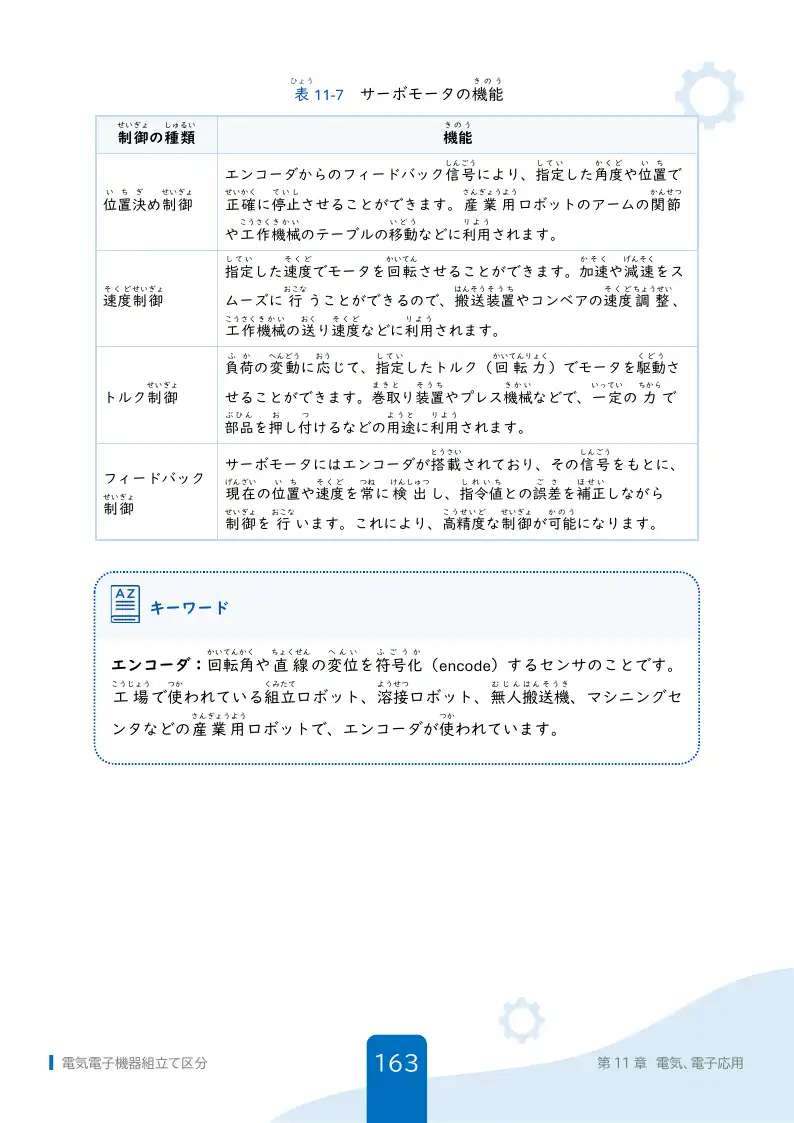 表 11-7　サーボモータの機能
制御の種類
機能
位置決め制御
エンコーダからのフィードバック信号により、指定した角度や位置で
正確に停止させることができます。産業用ロボットのアームの関節
や工作機械のテーブルの移動などに利用されます。
速度制御
指定した速度でモータを回転させることができます。加速や減速をス
ムーズに行うことができるので、搬送装置やコンベアの速度調整、
工作機械の送り速度などに利用されます。
トルク制御
負荷の変動に応じて、指定したトルク（回転力）でモータを駆動さ
せることができます。巻取り装置やプレス機械などで、一定の力で
部品を押し付けるなどの用途に利用されます。
フィードバック
制御
サーボモータにはエンコーダが搭載されており、その信号をもとに、
現在の位置や速度を常に検出し、指令値との誤差を補正しながら
制御を行います。これにより、高精度な制御が可能になります。
AZ
キーワード
エンコーダ：回転角や直線の変位を符号化（encode）するセンサのことです。
工場で使われている組立ロボット、溶接ロボット、無人搬送機、マシニングセ
ンタなどの産業用ロボットで、エンコーダが使われています。
電気電子機器組立て区分
163
第 11 章 電気、電子応用